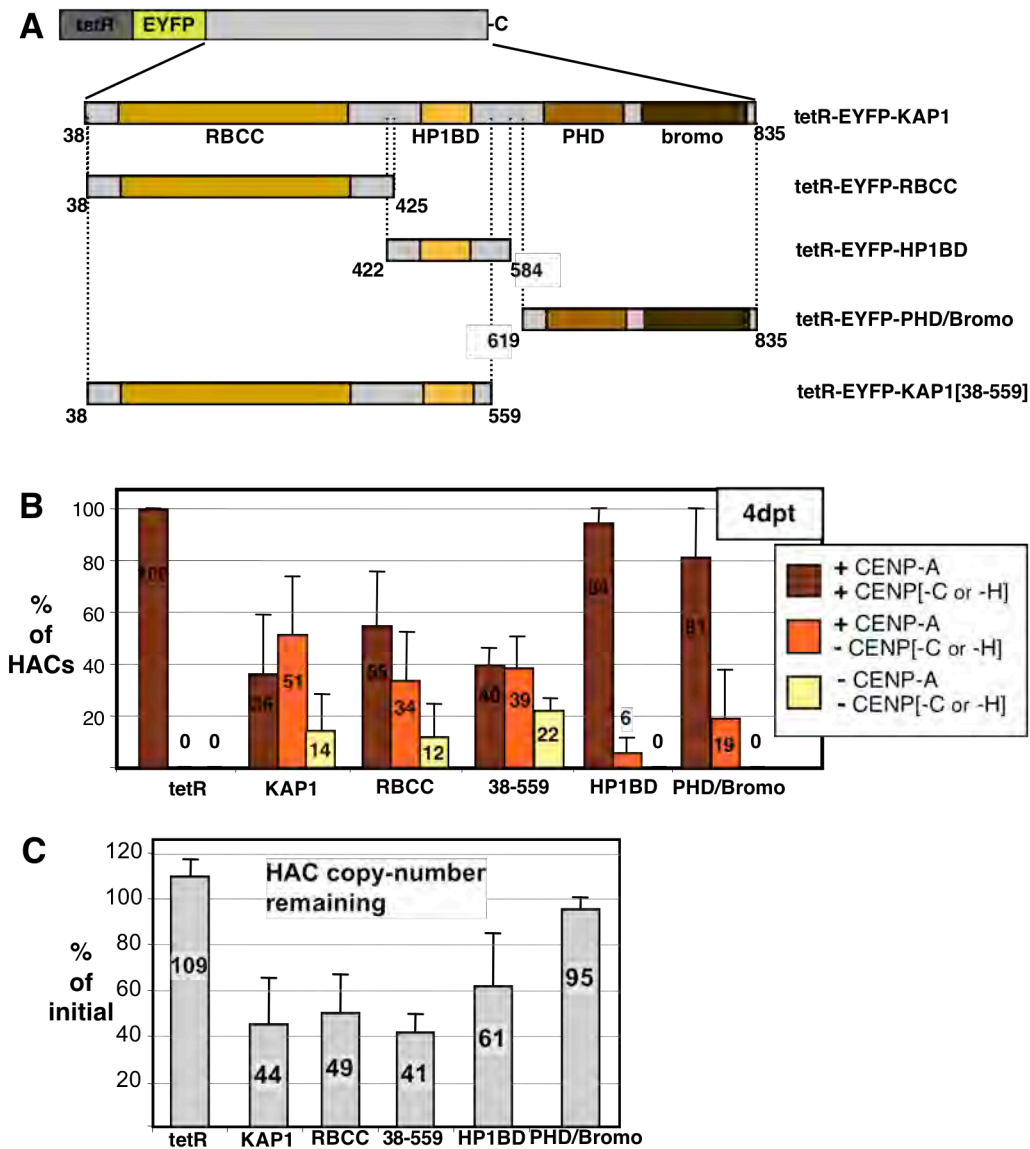 A
tetR EYFP -C
tetR-EYFP-KAP1
38 RBCC HP1BD PHD bromo 835
tetR-EYFP-RBCC
38 425
tetR-EYFP-HP1BD
422 584
tetR-EYFP-PHD/Bromo
619 835
tetR-EYFP-KAP1[38-559]
38 559
B
4dpt
% of HACs
100
80
60
40
20
100 0 0
36 51 14
55 34 12
40 39 22
94 6 0
81 19 0
tetR KAP1 RBCC 38-559 HP1BD PHD/Bromo
+ CENP-A
+ CENP[-C or -H]
+ CENP-A
- CENP[-C or -H]
- CENP-A
- CENP[-C or -H]
C
HAC copy-number
remaining
%
of
initial
120
100
80
60
40
20
109 44 49 41 61 95
tetR KAP1 RBCC 38-559 HP1BD PHD/Bromo